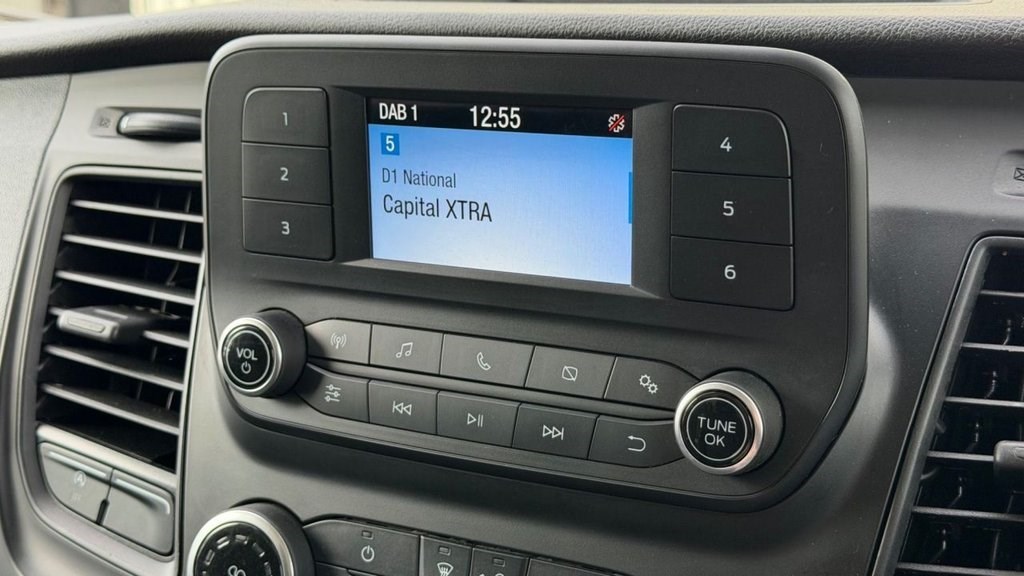 DAB 1 12:55
5
D1 National
Capital XTRA
1
2
3
4
5
6
VOL
TUNE
OK
A